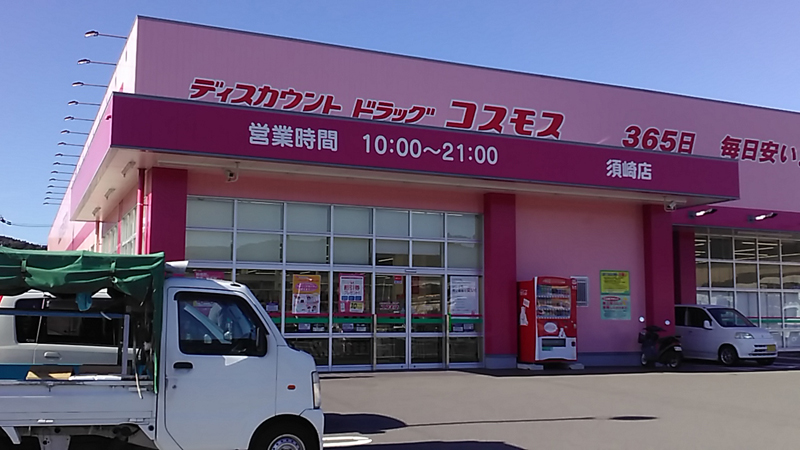 ディスカウント ドラッグ コスモス
365日 毎日安い
営業時間 10:00～21:00
須崎店